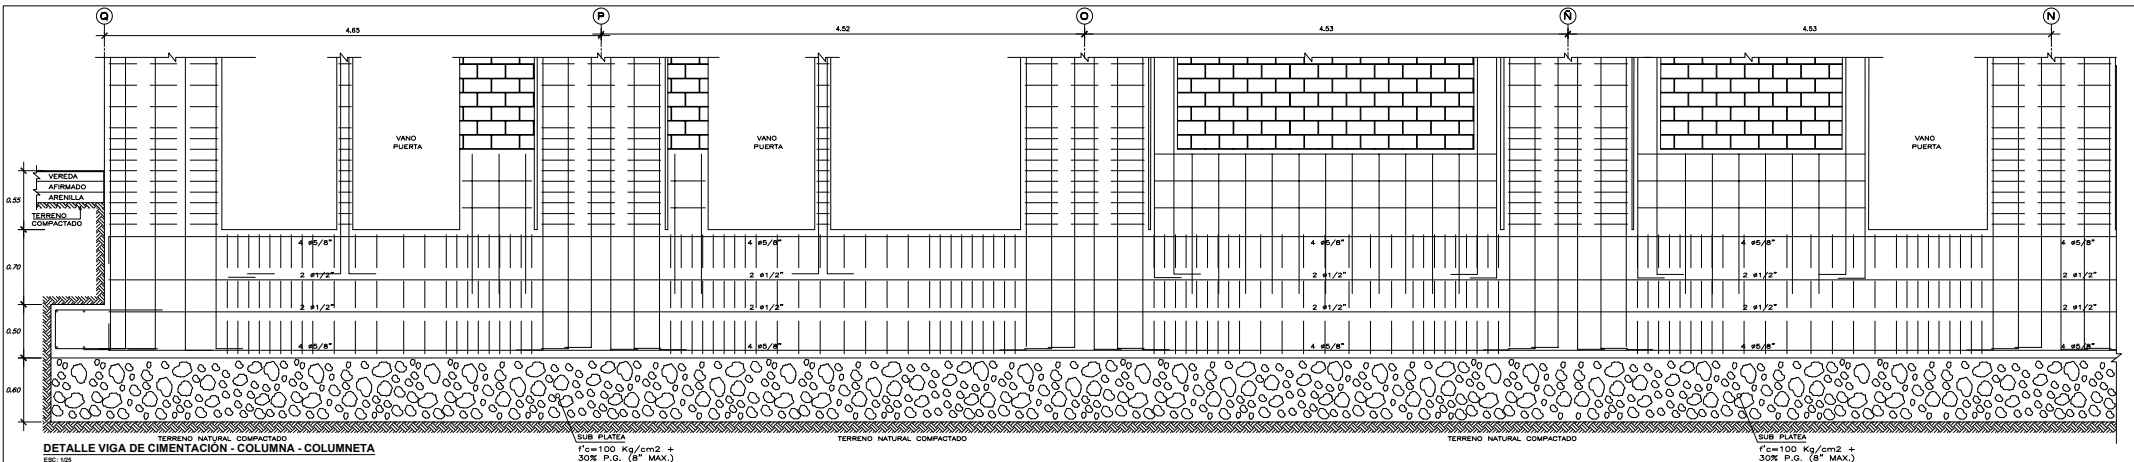 Q P O Ñ N
4.65 4.52 4.53 4.53
VANO
PUERTA
VANO
PUERTA
VANO
PUERTA
VEREDA
AFIRMADO
ARENILLA
TERRENO
COMPACTADO
0.55
4 ø5/8" 4 ø5/8" 4 ø5/8" 4 ø5/8" 4 ø5/8"
0.70
2 ø1/2" 2 ø1/2" 2 ø1/2" 2 ø1/2" 2 ø1/2"
2 ø1/2" 2 ø1/2" 2 ø1/2" 2 ø1/2" 2 ø1/2"
0.50
4 ø5/8" 4 ø5/8" 4 ø5/8" 4 ø5/8" 4 ø5/8"
0.60
TERRENO NATURAL COMPACTADO
TERRENO NATURAL COMPACTADO
TERRENO NATURAL COMPACTADO
SUB PLATEA
f'c=100 Kg/cm2 +
30% P.G. (8" MAX.)
SUB PLATEA
f'c=100 Kg/cm2 +
30% P.G. (8" MAX.)
DETALLE VIGA DE CIMENTACIÓN - COLUMNA - COLUMNETA
ESC: 1/25